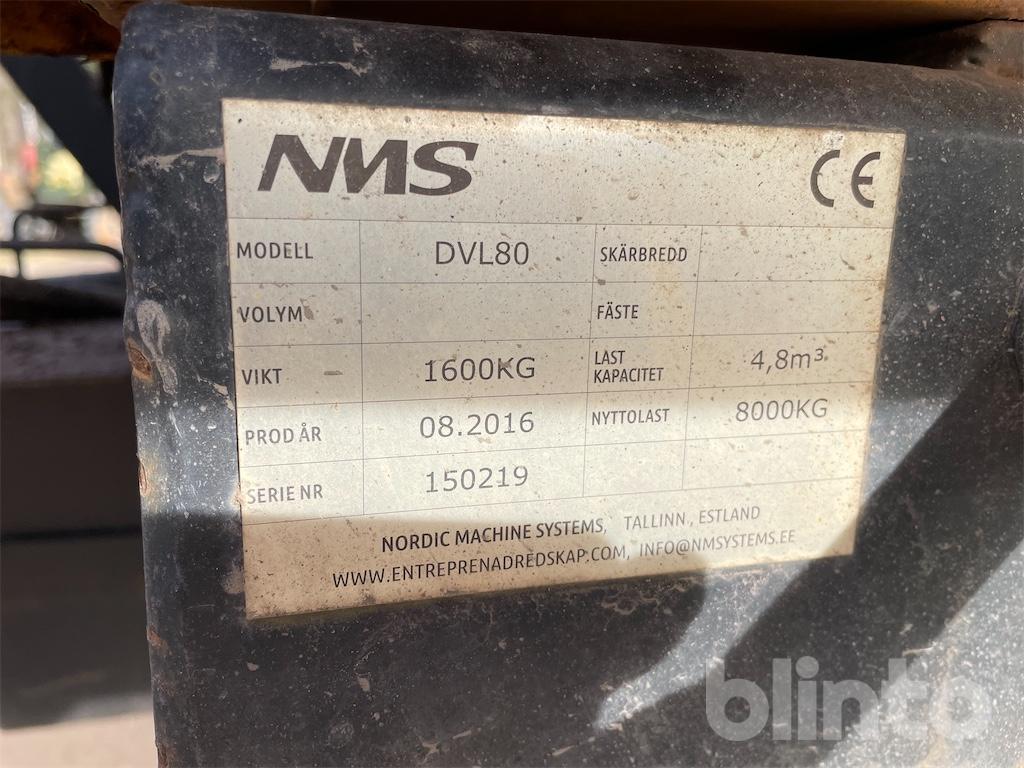 NMS CE
MODELL DVL80 SKÄRBREDD
VOLYM FÄSTE
VIKT 1600KG LAST KAPACITET 4,8m³
PROD ÅR 08.2016 NYTTOLAST 8000KG
SERIE NR 150219
NORDIC MACHINE SYSTEMS, TALLINN, ESTLAND
WWW.ENTREPRENADREDSKAP.COM, INFO@NMSYSTEMS.EE
blinto